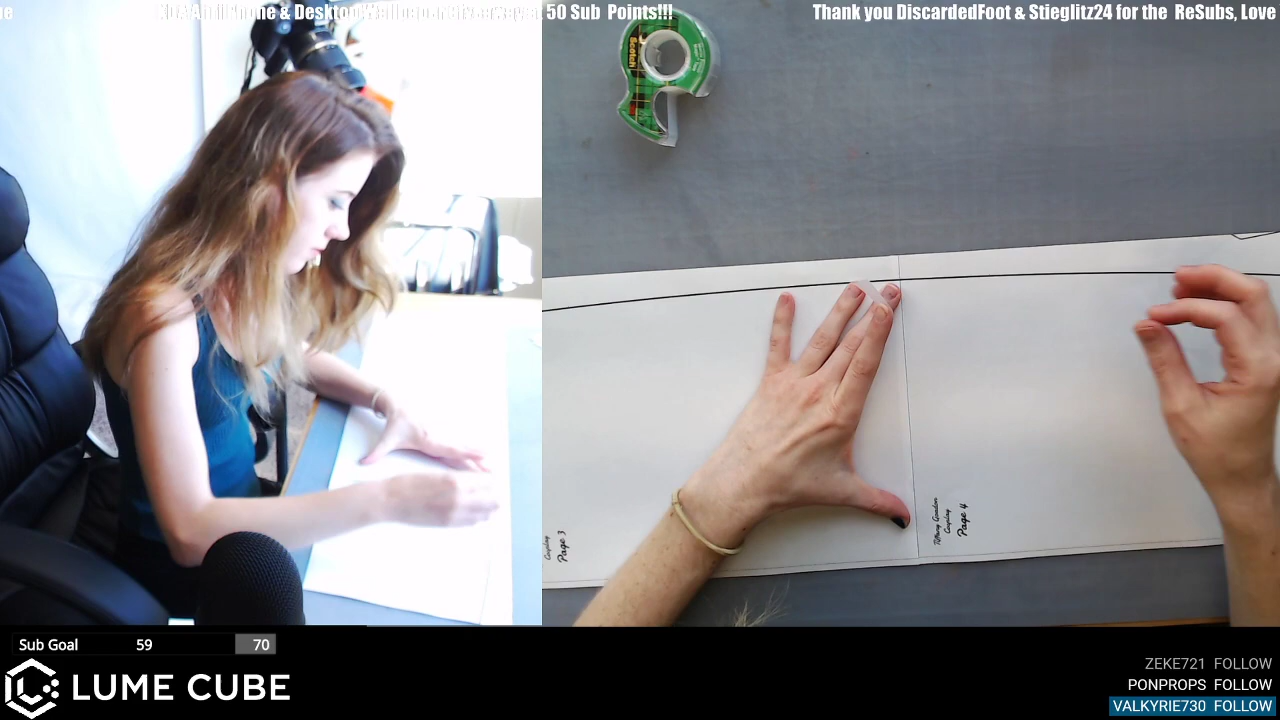 50 Sub Points!!!
Thank you DiscardedFoot & Stieglitz24 for the ReSubs, Love
Scotch
Page 3
Page 4
Sub Goal 59 70
LUME CUBE
ZEKE721 FOLLOW
PONPROPS FOLLOW
VALKYRIE730 FOLLOW